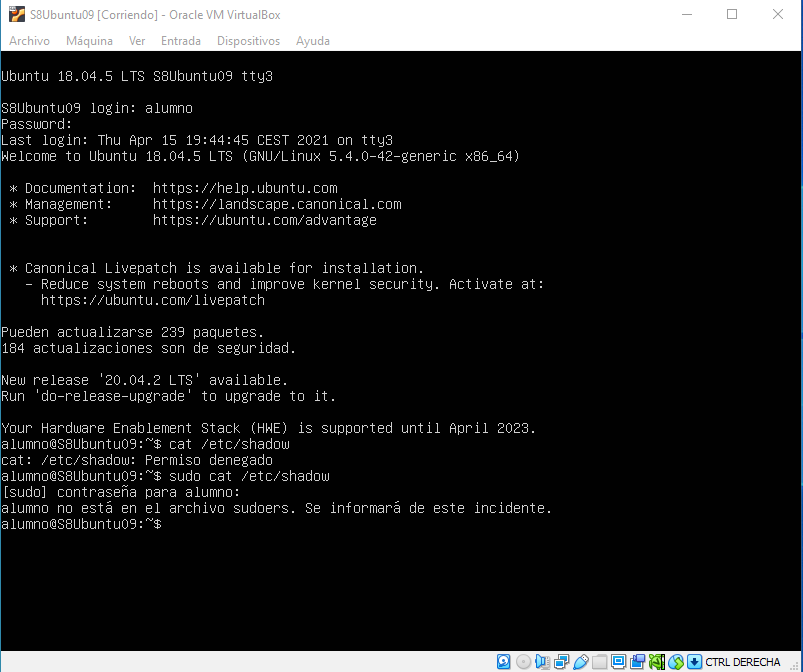 S8Ubuntu09 [Corriendo] - Oracle VM VirtualBox
Archivo Máquina Ver Entrada Dispositivos Ayuda
Ubuntu 18.04.5 LTS S8Ubuntu09 tty3
S8Ubuntu09 login: alumno
Password:
Last login: Thu Apr 15 19:44:45 CEST 2021 on tty3
Welcome to Ubuntu 18.04.5 LTS (GNU/Linux 5.4.0-42-generic x86_64)
* Documentation:  https://help.ubuntu.com
* Management:     https://landscape.canonical.com
* Support:        https://ubuntu.com/advantage
* Canonical Livepatch is available for installation.
- Reduce system reboots and improve kernel security. Activate at:
https://ubuntu.com/livepatch
Pueden actualizarse 239 paquetes.
184 actualizaciones son de seguridad.
New release '20.04.2 LTS' available.
Run 'do-release-upgrade' to upgrade to it.
Your Hardware Enablement Stack (HWE) is supported until April 2023.
alumno@S8Ubuntu09:~$ cat /etc/shadow
cat: /etc/shadow: Permiso denegado
alumno@S8Ubuntu09:~$ sudo cat /etc/shadow
[sudo] contraseña para alumno:
alumno no está en el archivo sudoers. Se informará de este incidente.
alumno@S8Ubuntu09:~$
CTRL DERECHA